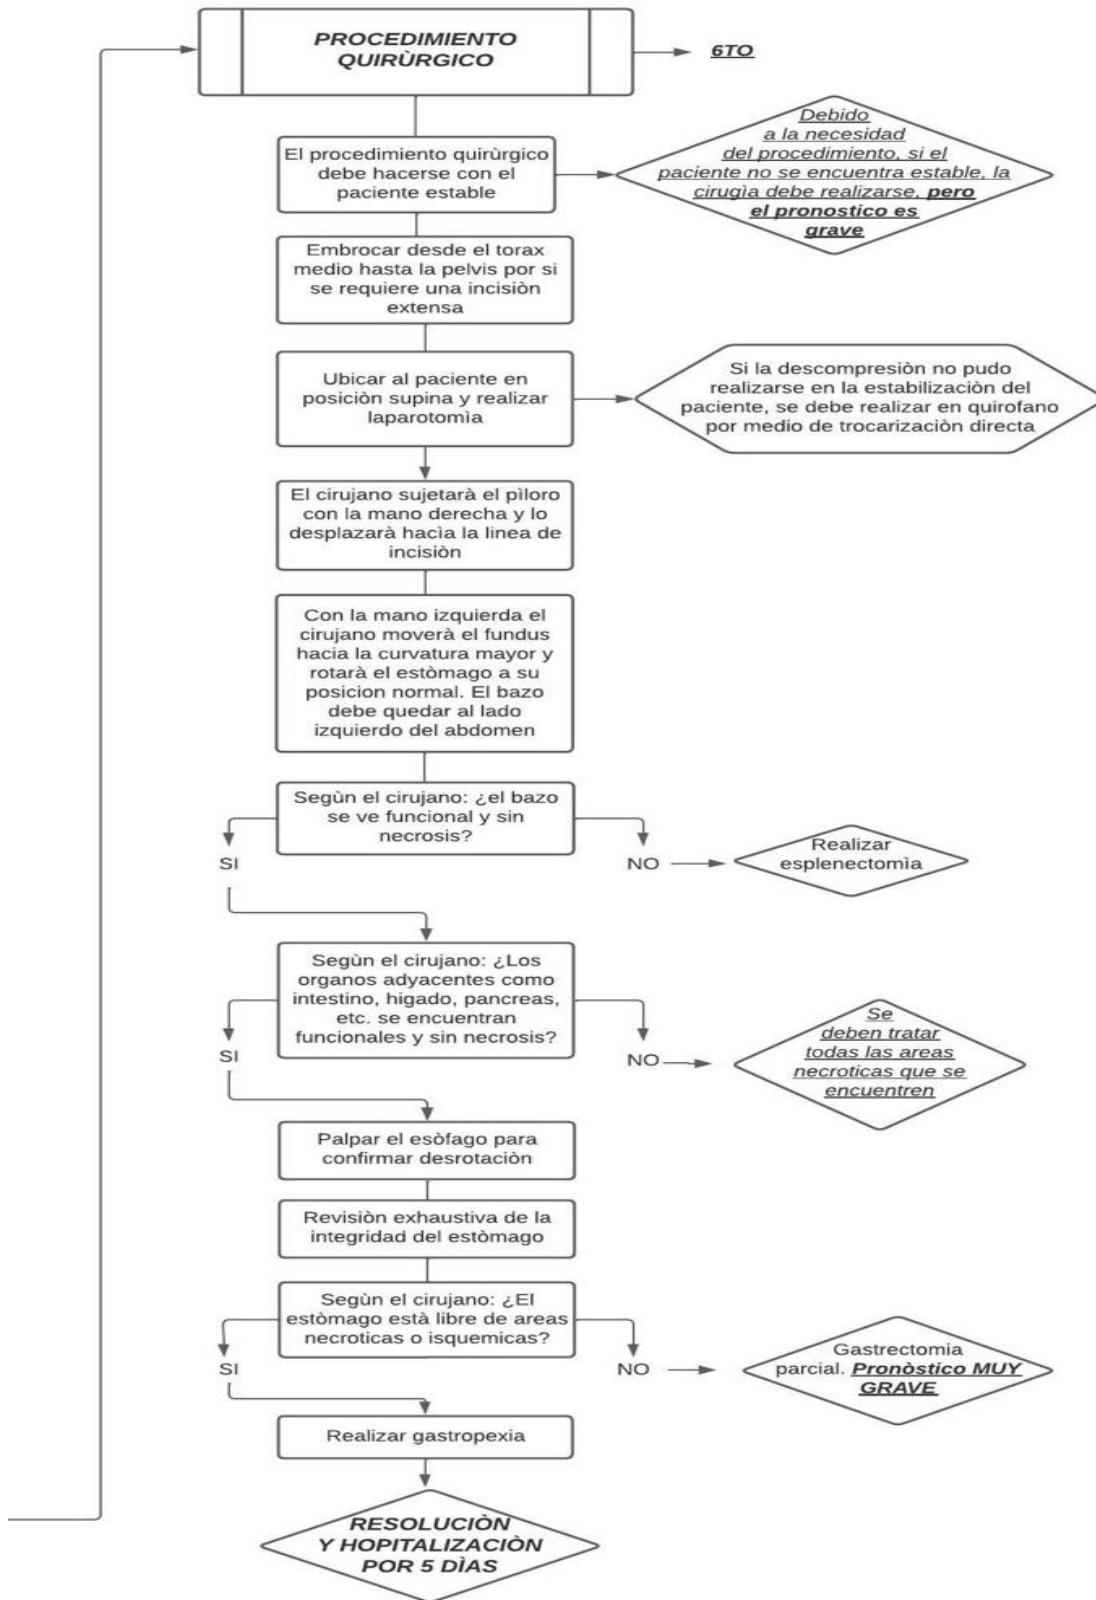 PROCEDIMIENTO
QUIRÙRGICO
6TO
El procedimiento quirùrgico
debe hacerse con el
paciente estable
Debido
a la necesidad
del procedimiento, si el
paciente no se encuentra estable, la
cirugìa debe realizarse, pero
el pronostico es
grave
Embrocar desde el torax
medio hasta la pelvis por si
se requiere una incisiòn
extensa
Ubicar al paciente en
posiciòn supina y realizar
laparotomìa
Si la descompresiòn no pudo
realizarse en la estabilizaciòn del
paciente, se debe realizar en quirofano
por medio de trocarizaciòn directa
El cirujano sujetarà el pìloro
con la mano derecha y lo
desplazarà hacìa la linea de
incisiòn
Con la mano izquierda el
cirujano moverà el fundus
hacia la curvatura mayor y
rotarà el estòmago a su
posicion normal. El bazo
debe quedar al lado
izquierdo del abdomen
Segùn el cirujano: ¿el bazo
se ve funcional y sin
necrosis?
SI
NO
Realizar
esplenectomìa
Segùn el cirujano: ¿Los
organos adyacentes como
intestino, higado, pancreas,
etc. se encuentran
funcionales y sin necrosis?
SI
NO
Se
deben tratar
todas las areas
necroticas que se
encuentren
Palpar el esòfago para
confirmar desrotaciòn
Revisiòn exhaustiva de la
integridad del estòmago
Segùn el cirujano: ¿El
estòmago està libre de areas
necroticas o isquemicas?
SI
NO
Gastrectomia
parcial. Pronòstico MUY
GRAVE
Realizar gastropexia
RESOLUCIÒN
Y HOPITALIZACIÒN
POR 5 DÌAS